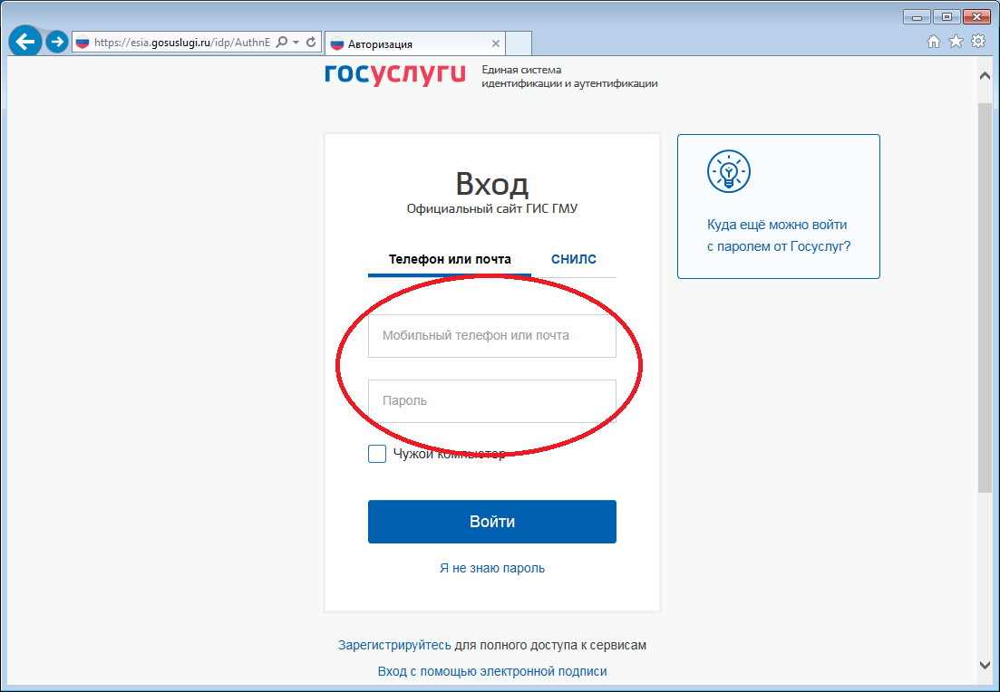 https://esia.gosuslugi.ru/idp/AuthnE
Авторизация
госуслуги
Единая система
идентификации и аутентификации
Вход
Официальный сайт ГИС ГМУ
Телефон или почта СНИЛС
Мобильный телефон или почта
Пароль
Чужой компьютер
Войти
Я не знаю пароль
Куда ещё можно войти
с паролем от Госуслуг?
Зарегистрируйтесь для полного доступа к сервисам
Вход с помощью электронной подписи